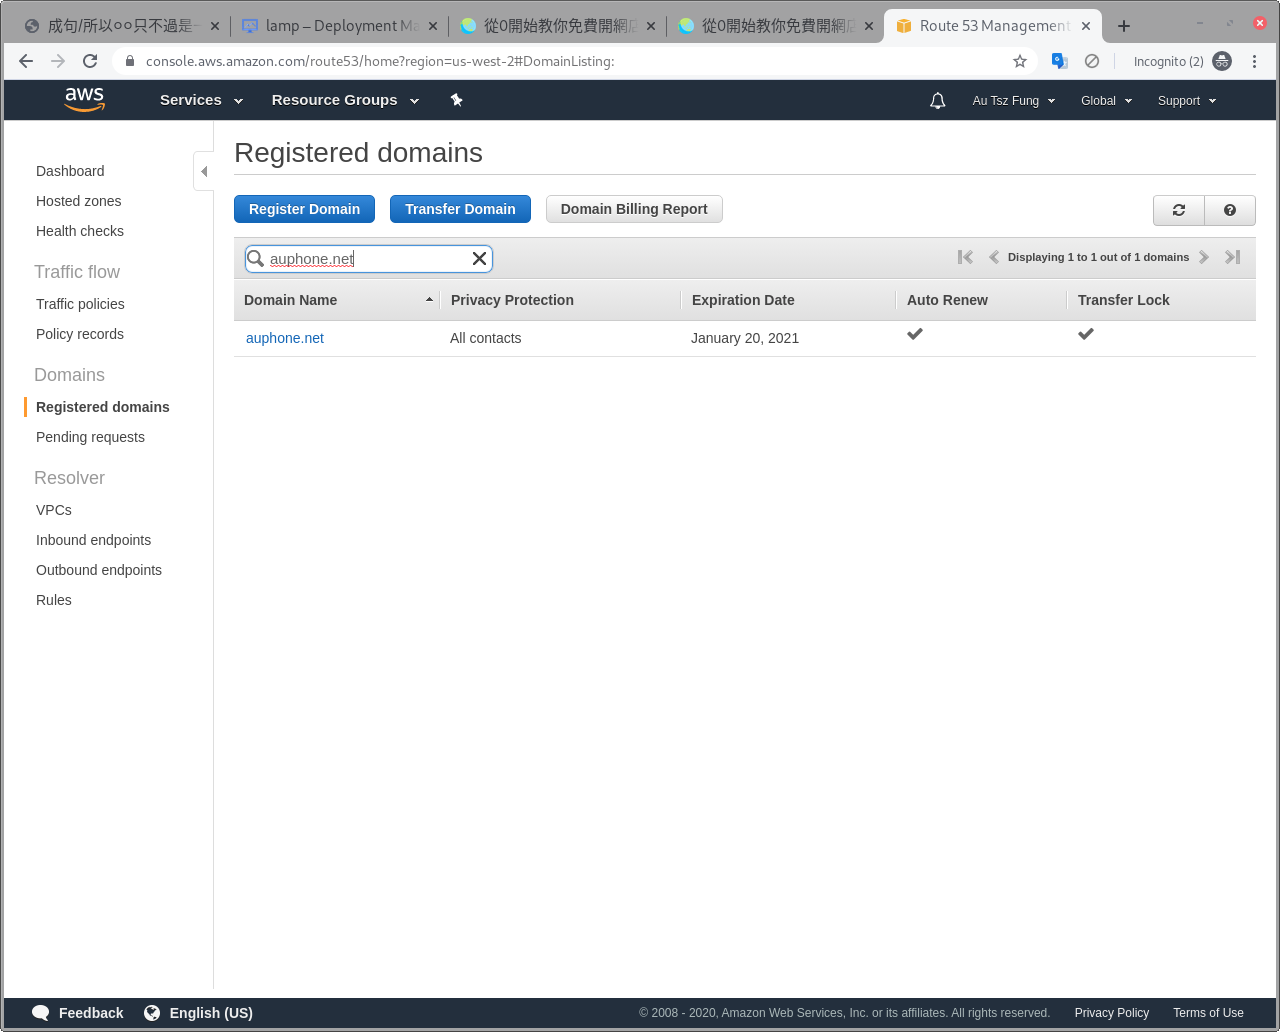 成句/所以○○只不過是
lamp – Deployment Ma
從0開始教你免費開網店
從0開始教你免費開網店
Route 53 Management
console.aws.amazon.com/route53/home?region=us-west-2#DomainListing:
Incognito (2)
aws
Services
Resource Groups
Au Tsz Fung
Global
Support
Dashboard
Hosted zones
Health checks
Traffic flow
Traffic policies
Policy records
Domains
Registered domains
Pending requests
Resolver
VPCs
Inbound endpoints
Outbound endpoints
Rules
Registered domains
Register Domain
Transfer Domain
Domain Billing Report
auphone.net
Displaying 1 to 1 out of 1 domains
Domain Name Privacy Protection Expiration Date Auto Renew Transfer Lock
auphone.net All contacts January 20, 2021
Feedback
English (US)
© 2008 - 2020, Amazon Web Services, Inc. or its affiliates. All rights reserved.
Privacy Policy
Terms of Use